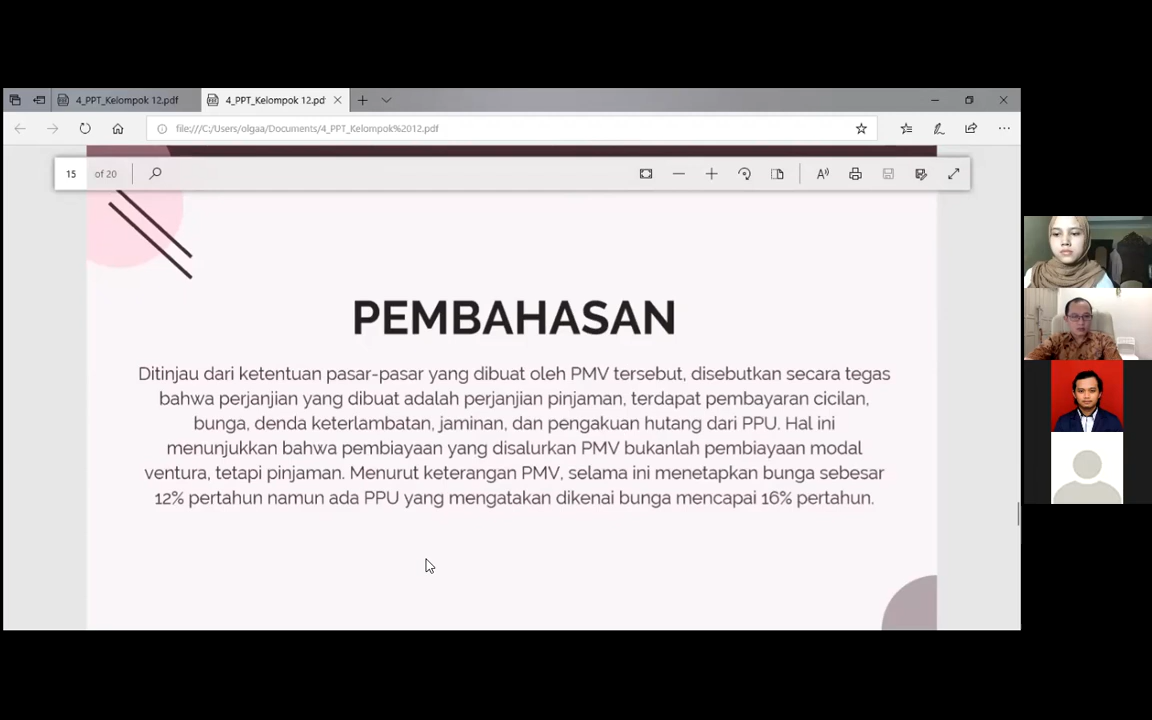 4_PPT_Kelompok 12.pdf
4_PPT_Kelompok 12.pdf
file:///C:/Users/olgaa/Documents/4_PPT_Kelompok%2012.pdf
15 of 20
PEMBAHASAN
Ditinjau dari ketentuan pasar-pasar yang dibuat oleh PMV tersebut, disebutkan secara tegas
bahwa perjanjian yang dibuat adalah perjanjian pinjaman, terdapat pembayaran cicilan,
bunga, denda keterlambatan, jaminan, dan pengakuan hutang dari PPU. Hal ini
menunjukkan bahwa pembiayaan yang disalurkan PMV bukanlah pembiayaan modal
ventura, tetapi pinjaman. Menurut keterangan PMV, selama ini menetapkan bunga sebesar
12% pertahun namun ada PPU yang mengatakan dikenai bunga mencapai 16% pertahun.